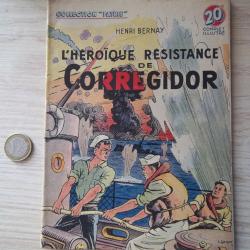 COLLECTION "PATRIE"
20
HENRI BERNAY
L'HÉROÏQUE RÉSISTANCE
DE
CORREGIDOR